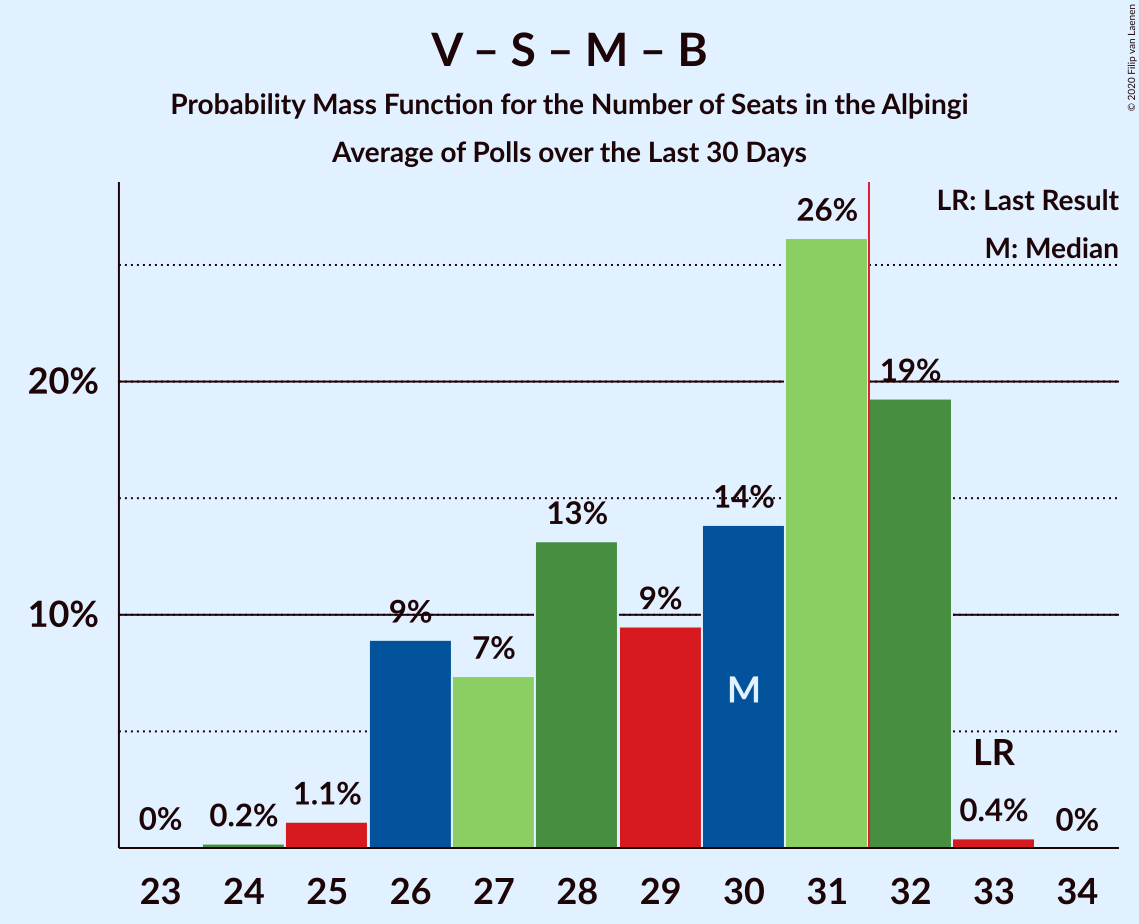 V – S – M – B
Probability Mass Function for the Number of Seats in the Alþingi
Average of Polls over the Last 30 Days
© 2020 Filip van Laenen
LR: Last Result
M: Median
26%
20%
19%
14%
13%
10%
9%
9%
7%
M
LR
1.1%
0.4%
0.2%
0%
0%
23 24 25 26 27 28 29 30 31 32 33 34